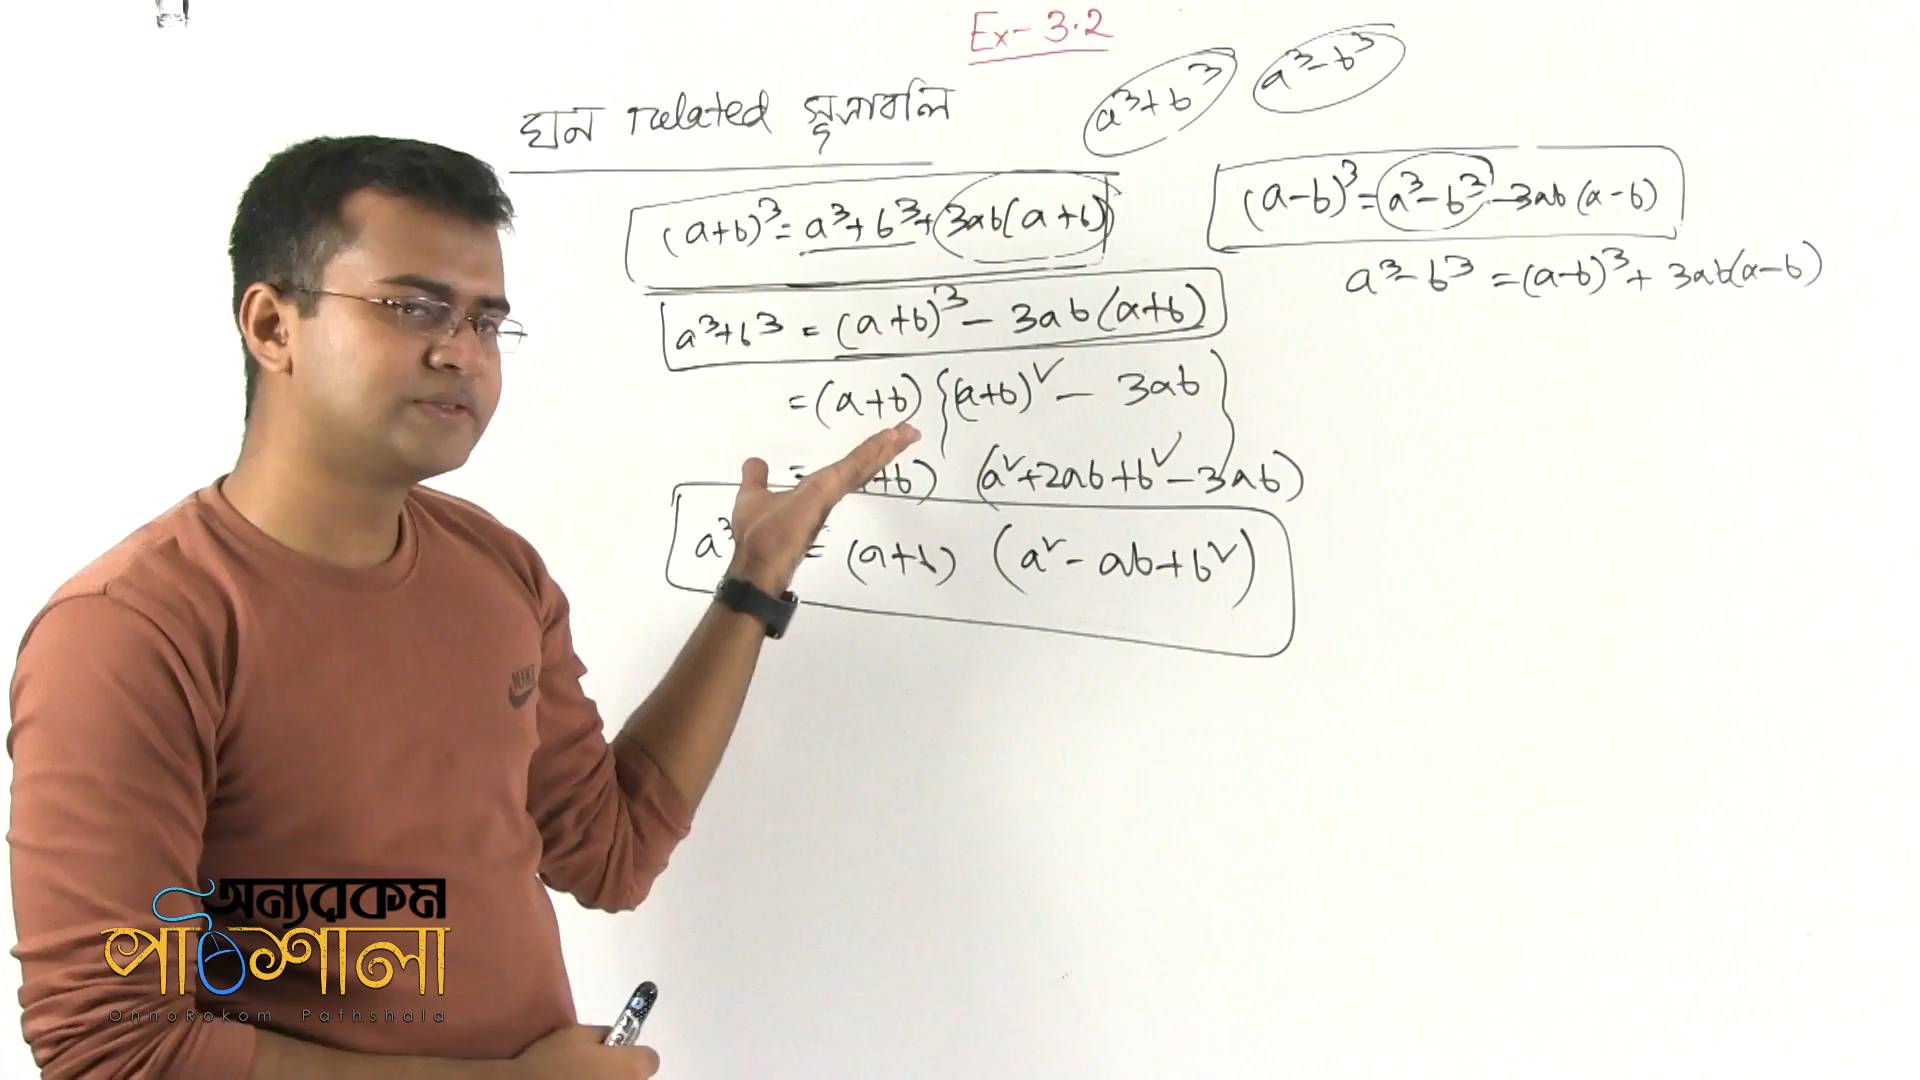 Ex- 3.2
ঘন related সূত্রাবলি
a³+b³ a³-b³
(a+b)³ = a³+b³+3ab(a+b)
a³+b³ = (a+b)³ - 3ab(a+b)
= (a+b) {(a+b)² - 3ab}
= +b) (a²+2ab+b²-3ab)
a³ = (a+b) (a²-ab+b²)
(a-b)³ = a³-b³ -3ab(a-b)
a³-b³ = (a-b)³+ 3ab(a-b)
অন্যরকম
পাঠশালা
OnnoRokom Pathshala